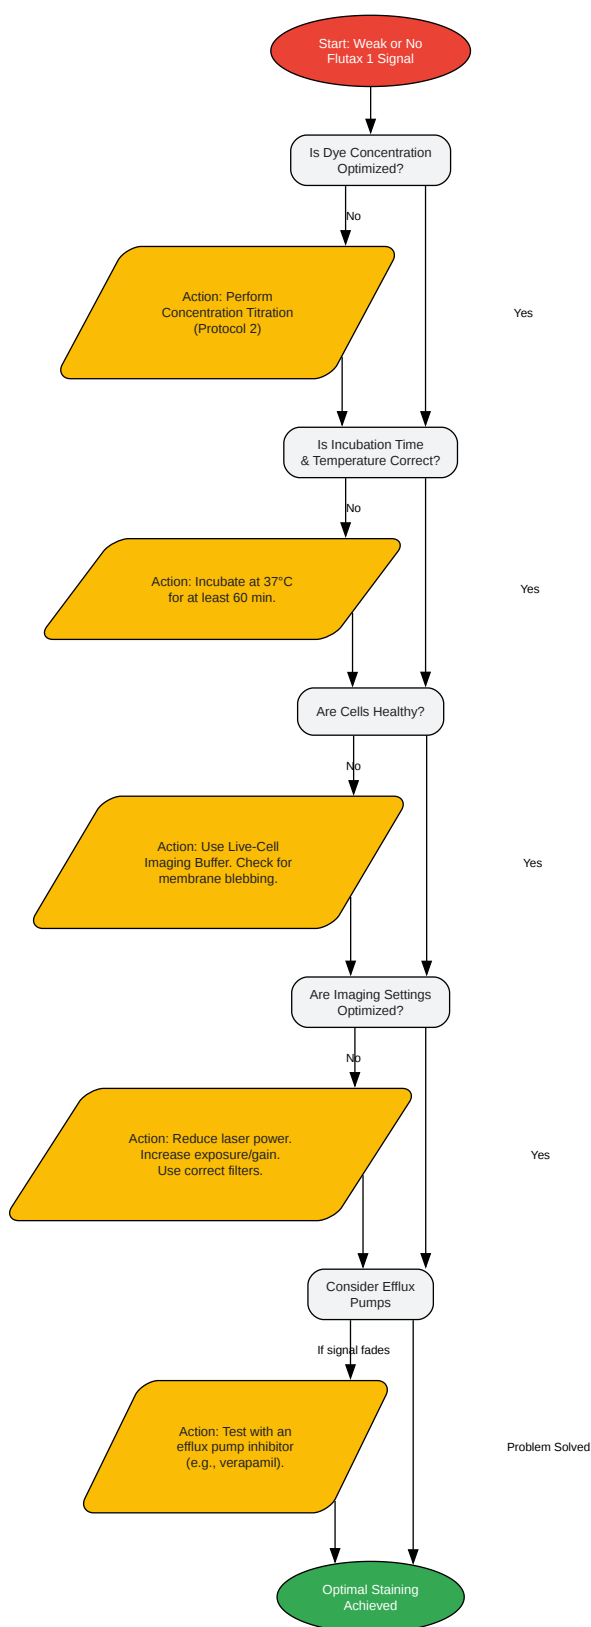 Start: Weak or No
Flutax 1 Signal
Is Dye Concentration
Optimized?
No
Action: Perform
Concentration Titration
(Protocol 2)
Yes
Is Incubation Time
& Temperature Correct?
No
Action: Incubate at 37°C
for at least 60 min.
Yes
Are Cells Healthy?
No
Action: Use Live-Cell
Imaging Buffer. Check for
membrane blebbing.
Yes
Are Imaging Settings
Optimized?
No
Action: Reduce laser power.
Increase exposure/gain.
Use correct filters.
Yes
Consider Efflux
Pumps
If signal fades
Action: Test with an
efflux pump inhibitor
(e.g., verapamil).
Problem Solved
Optimal Staining
Achieved